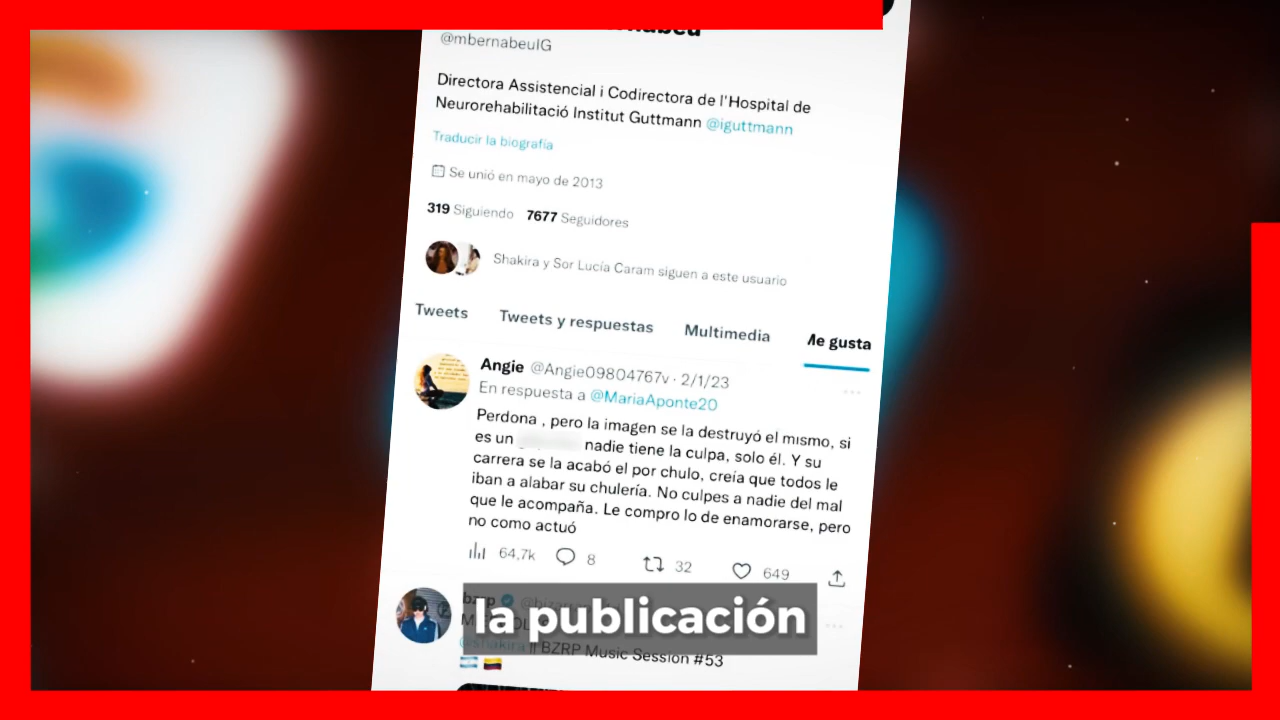 @mbernabeuIG
Directora Assistencial i Codirectora de l'Hospital de
Neurorehabilitació Institut Guttmann @iguttmann
Traducir la biografía
Se unió en mayo de 2013
319 Siguiendo 7677 Seguidores
Shakira y Sor Lucía Caram siguen a este usuario
Tweets Tweets y respuestas Multimedia Me gusta
Angie @Angie09804767v · 2/1/23
En respuesta a @MariaAponte20
Perdona , pero la imagen se la destruyó el mismo, si
es un nadie tiene la culpa, solo él. Y su
carrera se la acabó el por chulo, creía que todos le
iban a alabar su chulería. No culpes a nadie del mal
que le acompaña. Le compro lo de enamorarse, pero
no como actuó
64,7k 8 32 649
bzrp
la publicación
@shakira || BZRP Music Session #53